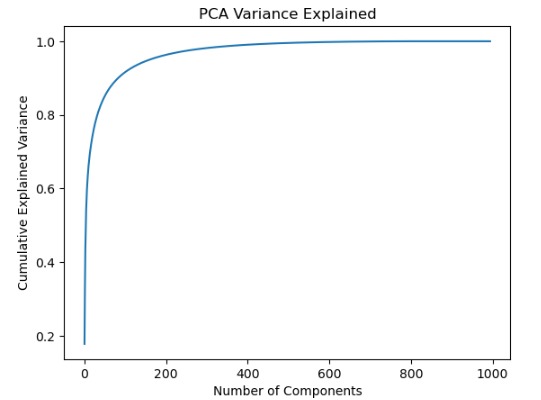 PCA Variance Explained
1.0
0.8
0.6
0.4
0.2
Cumulative Explained Variance
0 200 400 600 800 1000
Number of Components